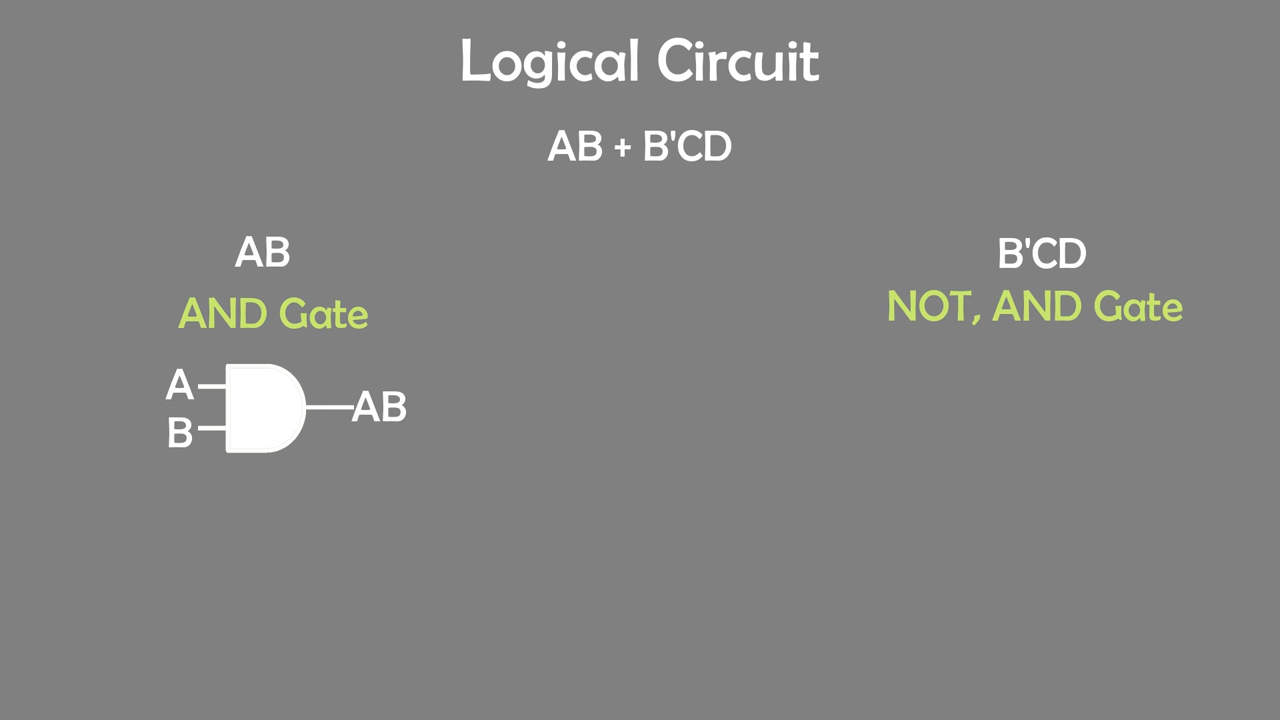 Logical Circuit
AB + B'CD
AB
AND Gate
A
B
AB
B'CD
NOT, AND Gate